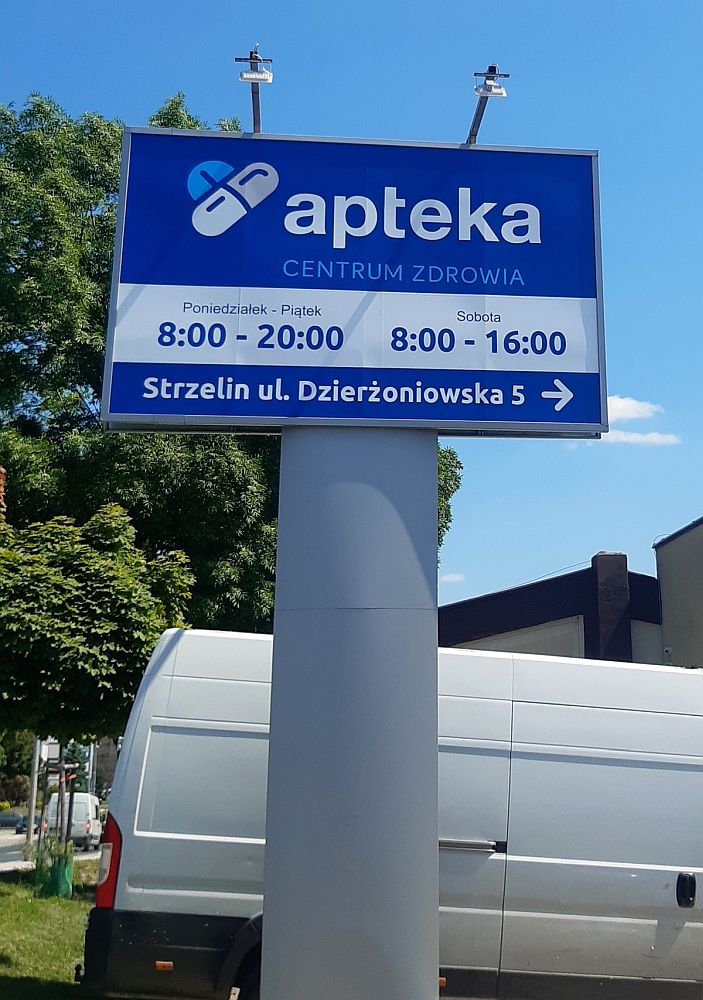 apteka
CENTRUM ZDROWIA
Poniedziałek - Piątek
8:00 - 20:00
Sobota
8:00 - 16:00
Strzelin ul. Dzierżoniowska 5 →